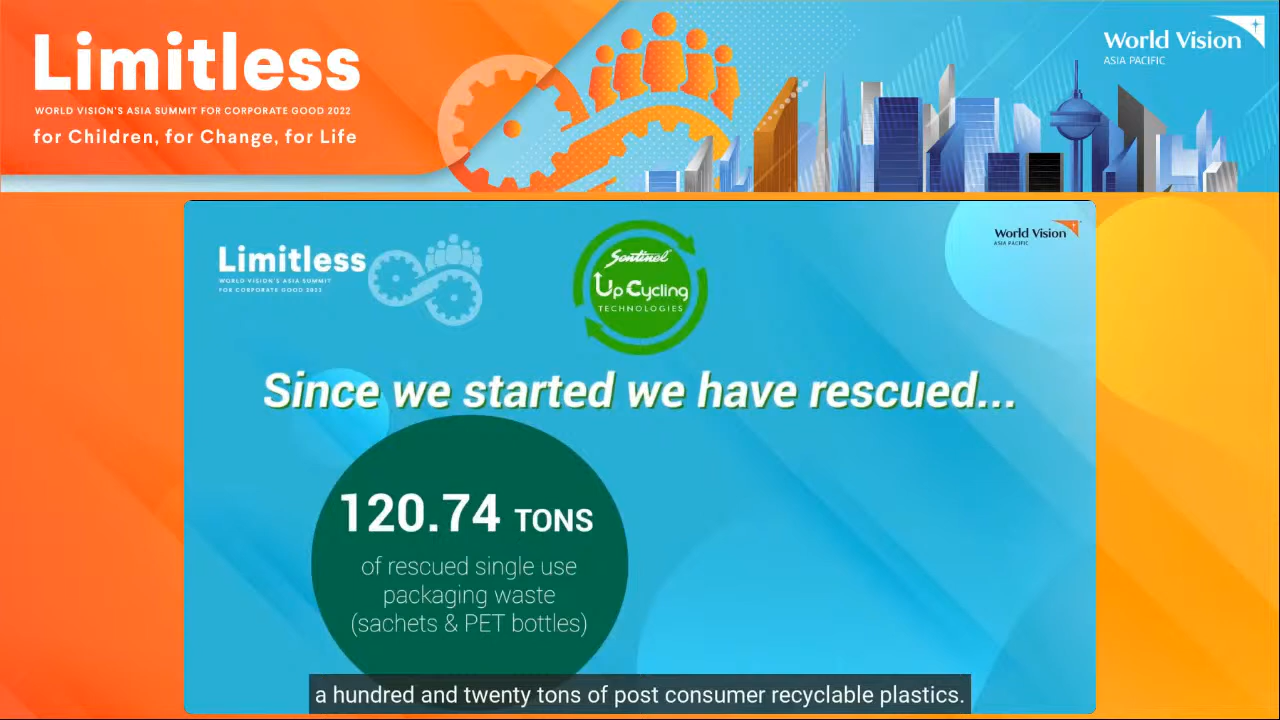 Limitless
WORLD VISION'S ASIA SUMMIT FOR CORPORATE GOOD 2022
for Children, for Change, for Life
World Vision
ASIA PACIFIC
Limitless
WORLD VISION'S ASIA SUMMIT
FOR CORPORATE GOOD 2022
Sentinel
UpCycling
TECHNOLOGIES
World Vision
ASIA PACIFIC
Since we started we have rescued...
120.74 TONS
of rescued single use
packaging waste
(sachets & PET bottles)
a hundred and twenty tons of post consumer recyclable plastics.